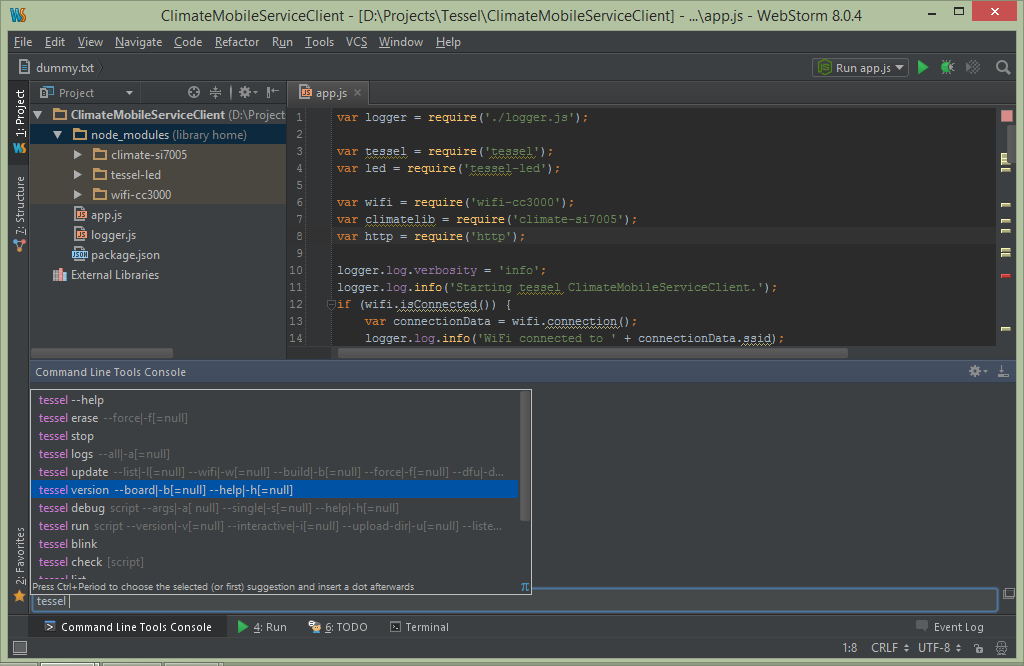 WS ClimateMobileServiceClient - [D:\Projects\Tessel\ClimateMobileServiceClient] - ...\app.js - WebStorm 8.0.4
File Edit View Navigate Code Refactor Run Tools VCS Window Help
dummy.txt
Run app.js
1: Project
Project
app.js
ClimateMobileServiceClient (D:\Project
node_modules (library home)
climate-si7005
tessel-led
wifi-cc3000
app.js
logger.js
package.json
External Libraries
7: Structure
2: Favorites
1 var logger = require('./logger.js');
2
3 var tessel = require('tessel');
4 var led = require('tessel-led');
5
6 var wifi = require('wifi-cc3000');
7 var climatelib = require('climate-si7005');
8 var http = require('http');
9
10 logger.log.verbosity = 'info';
11 logger.log.info('Starting tessel ClimateMobileServiceClient.');
12 if (wifi.isConnected()) {
13 var connectionData = wifi.connection();
14 logger.log.info('WiFi connected to ' + connectionData.ssid);
Command Line Tools Console
tessel --help
tessel erase --force|-f[=null]
tessel stop
tessel logs --all|-a[=null]
tessel update --list|-l[=null] --wifi|-w[=null] --build|-b[=null] --force|-f[=null] --dfu|-d...
tessel version --board|-b[=null] --help|-h[=null]
tessel debug script --args|-a[ null] --single|-s[=null] --help|-h[=null]
tessel run script --version|-v[=null] --interactive|-i[=null] --upload-dir|-u[=null] --liste...
tessel blink
tessel check [script]
tessel list
Press Ctrl+Period to choose the selected (or first) suggestion and insert a dot afterwards π
tessel
Command Line Tools Console 4: Run 6: TODO Terminal Event Log
1:8 CRLF UTF-8